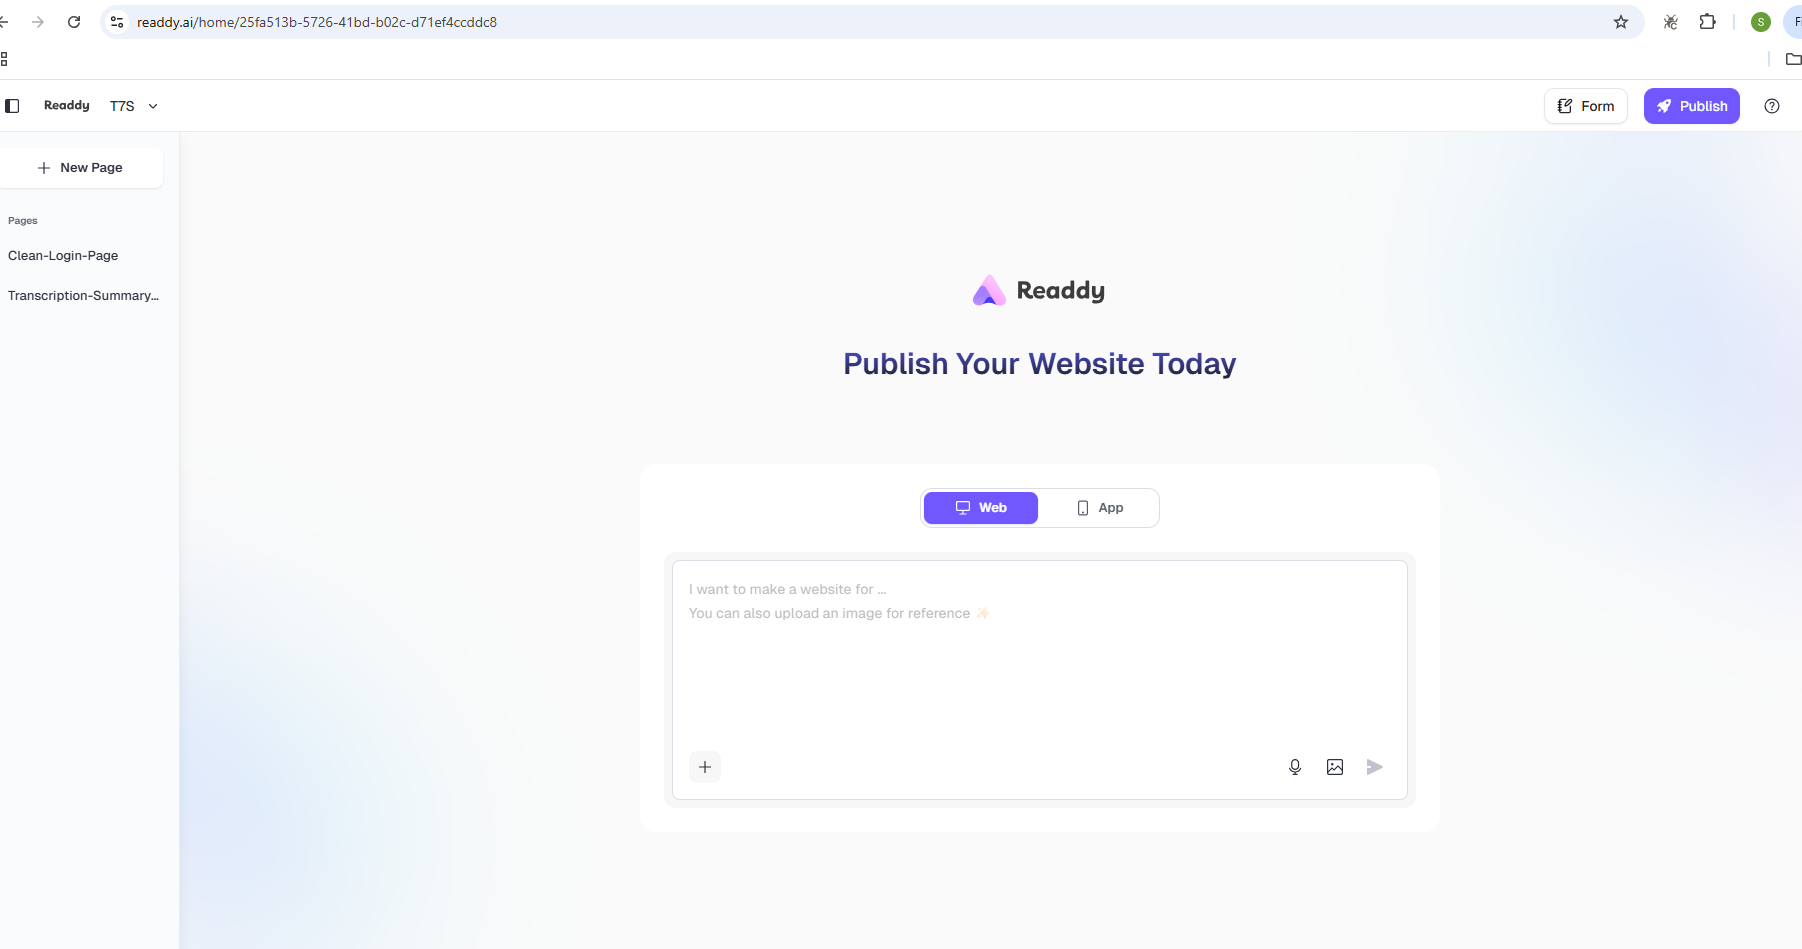 readdy.ai/home/25fa513b-5726-41bd-b02c-d71ef4ccddc8
S
Readdy T7S
Form
Publish
New Page
Pages
Clean-Login-Page
Transcription-Summary...
Readdy
Publish Your Website Today
Web
App
I want to make a website for ...
You can also upload an image for reference ✨